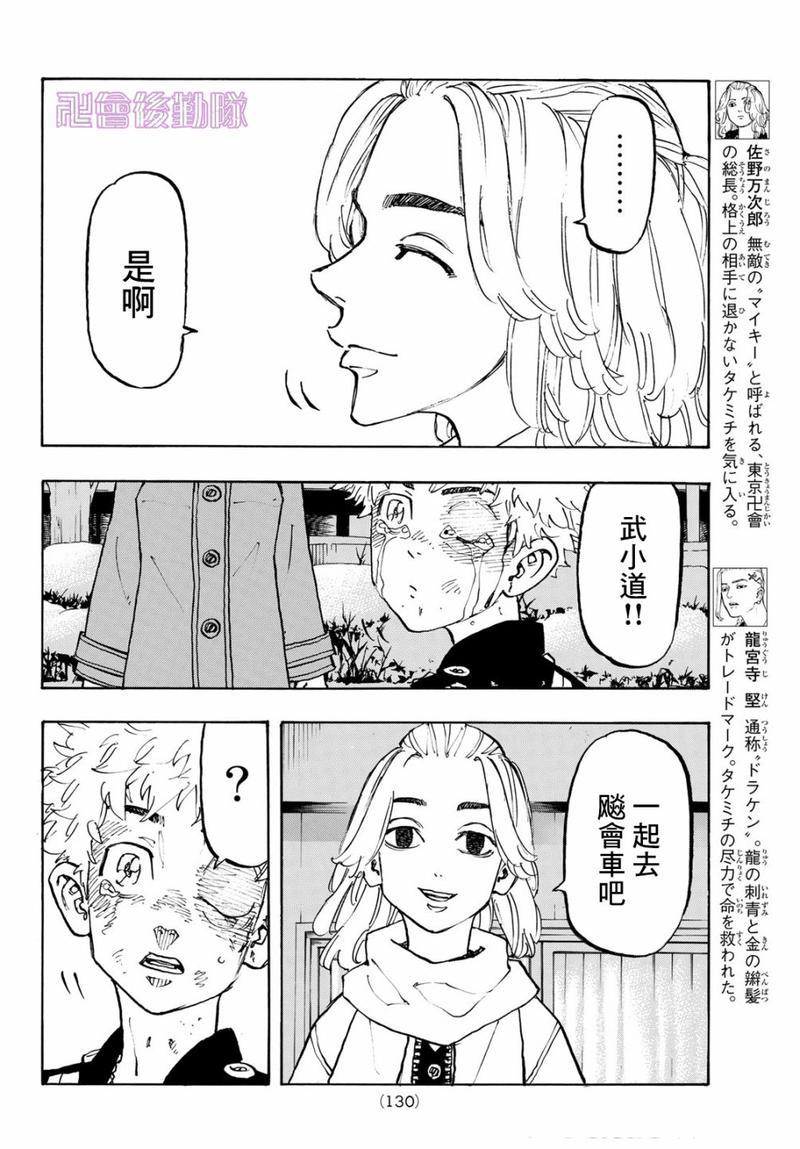 卍會後勤隊
………
是啊
武小道!!
一起去
飈會車吧
?
佐野万次郎 無敵の〝マイキー〟と呼ばれる、東京卍會
の総長。格上の相手に退かないタケミチを気に入る。
龍宮寺 堅 通称〝ドラケン〟。龍の刺青と金の辮髪
がトレードマーク。タケミチの尽力で命を救われた。
(130)